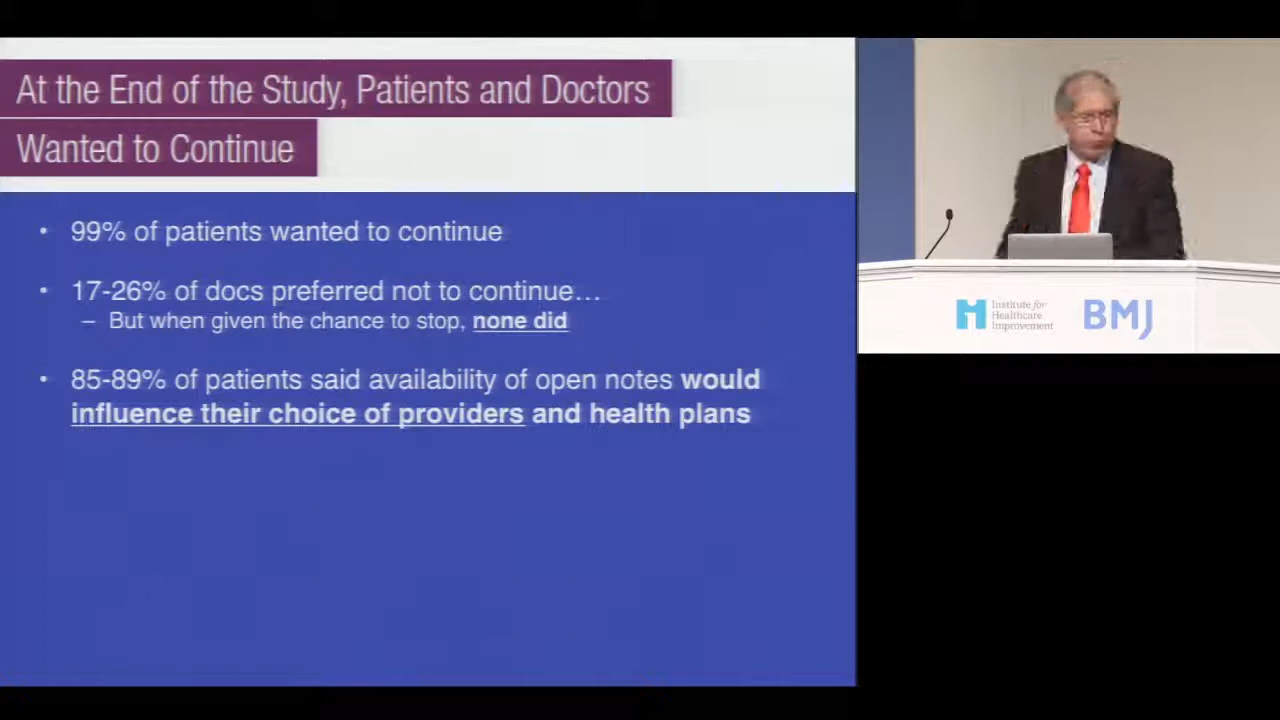 At the End of the Study, Patients and Doctors
Wanted to Continue
• 99% of patients wanted to continue
• 17-26% of docs preferred not to continue…
– But when given the chance to stop, none did
• 85-89% of patients said availability of open notes would
influence their choice of providers and health plans
Institute for
Healthcare
Improvement
BMJ